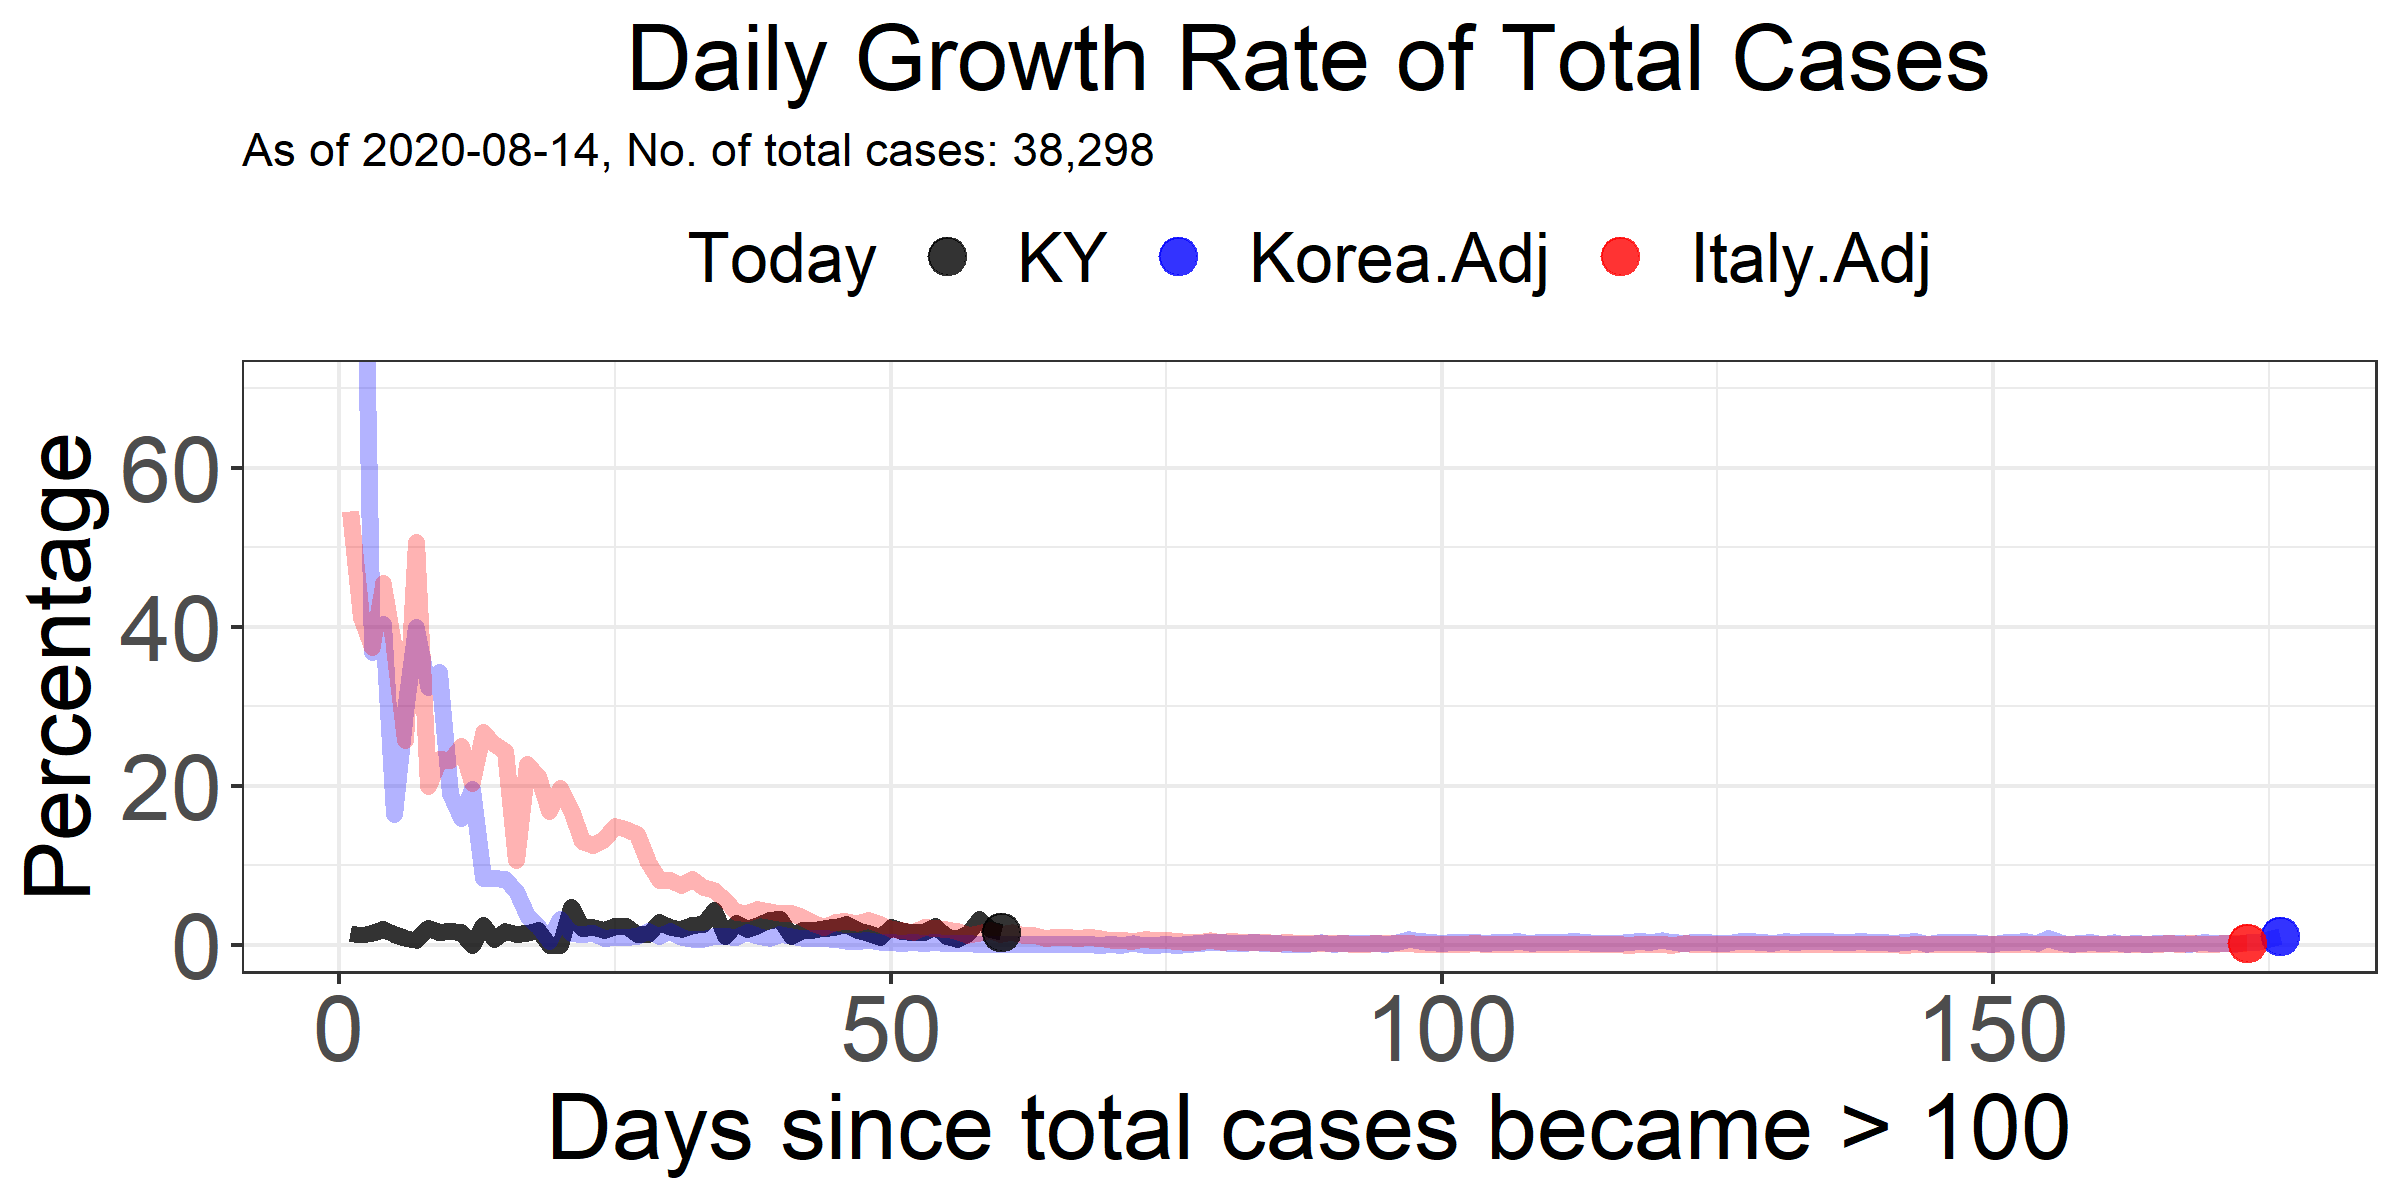 Daily Growth Rate of Total Cases
As of 2020-08-14, No. of total cases: 38,298
Today KY Korea.Adj Italy.Adj
Percentage
60
40
20
0
0 50 100 150
Days since total cases became > 100